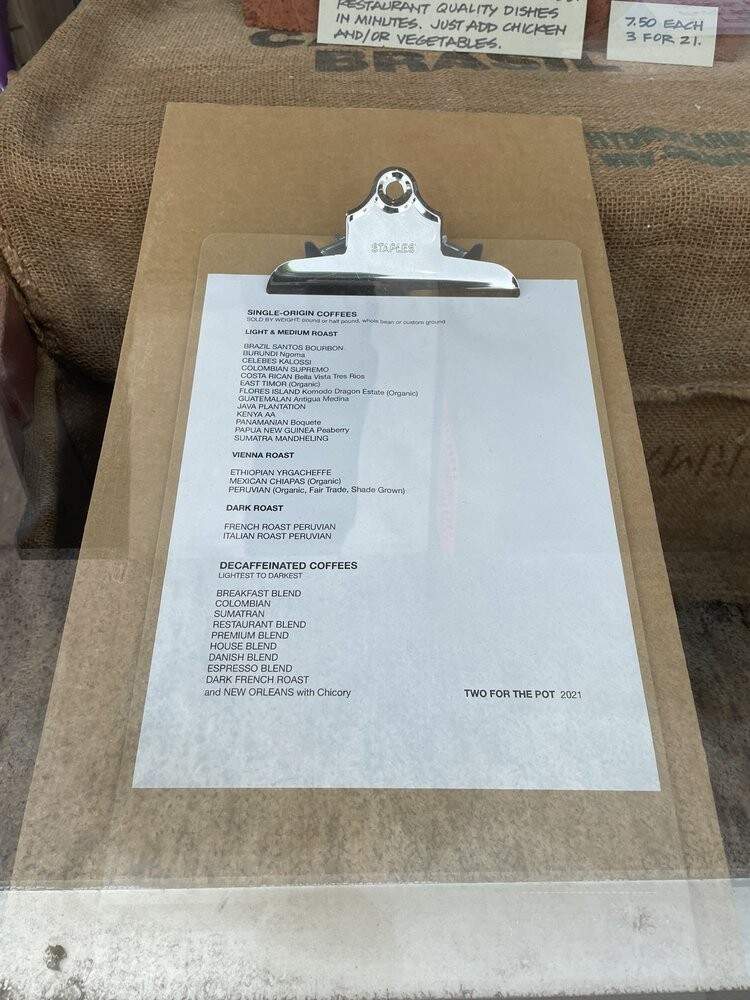 RESTAURANT QUALITY DISHES
IN MINUTES. JUST ADD CHICKEN
AND/OR VEGETABLES.
7.50 EACH
3 FOR 21.
BRASIL
STAPLES
SINGLE-ORIGIN COFFEES
SOLD BY WEIGHT: pound or half pound, whole bean or custom ground
LIGHT & MEDIUM ROAST
BRAZIL SANTOS BOURBON
BURUNDI Ngoma
CELEBES KALOSSI
COLOMBIAN SUPREMO
COSTA RICAN Bella Vista Tres Rios
EAST TIMOR (Organic)
FLORES ISLAND Komodo Dragon Estate (Organic)
GUATEMALAN Antigua Medina
JAVA PLANTATION
KENYA AA
PANAMANIAN Boquete
PAPUA NEW GUINEA Peaberry
SUMATRA MANDHELING
VIENNA ROAST
ETHIOPIAN YRGACHEFFE
MEXICAN CHIAPAS (Organic)
PERUVIAN (Organic, Fair Trade, Shade Grown)
DARK ROAST
FRENCH ROAST PERUVIAN
ITALIAN ROAST PERUVIAN
DECAFFEINATED COFFEES
LIGHTEST TO DARKEST
BREAKFAST BLEND
COLOMBIAN
SUMATRAN
RESTAURANT BLEND
PREMIUM BLEND
HOUSE BLEND
DANISH BLEND
ESPRESSO BLEND
DARK FRENCH ROAST
and NEW ORLEANS with Chicory
TWO FOR THE POT 2021